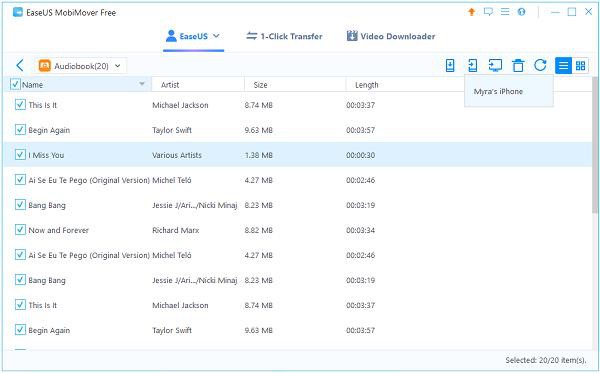 EaseUS MobiMover Free
EaseUS 1-Click Transfer Video Downloader
Audiobook(20)
Myra's iPhone
Name Artist Size Length
This Is It Michael Jackson 8.74 MB 00:03:37
Begin Again Taylor Swift 9.63 MB 00:03:57
I Miss You Various Artists 1.38 MB 00:00:30
Ai Se Eu Te Pego (Original Version) Michel Teló 4.27 MB 00:02:46
Bang Bang Jessie J/Ari.../Nicki Minaj 8.23 MB 00:03:19
Now and Forever Richard Marx 8.82 MB 00:03:34
Ai Se Eu Te Pego (Original Version) Michel Teló 4.27 MB 00:02:46
Bang Bang Jessie J/Ari.../Nicki Minaj 8.23 MB 00:03:19
This Is It Michael Jackson 8.74 MB 00:03:37
Begin Again Taylor Swift 9.63 MB 00:03:57
Selected: 20/20 item(s).